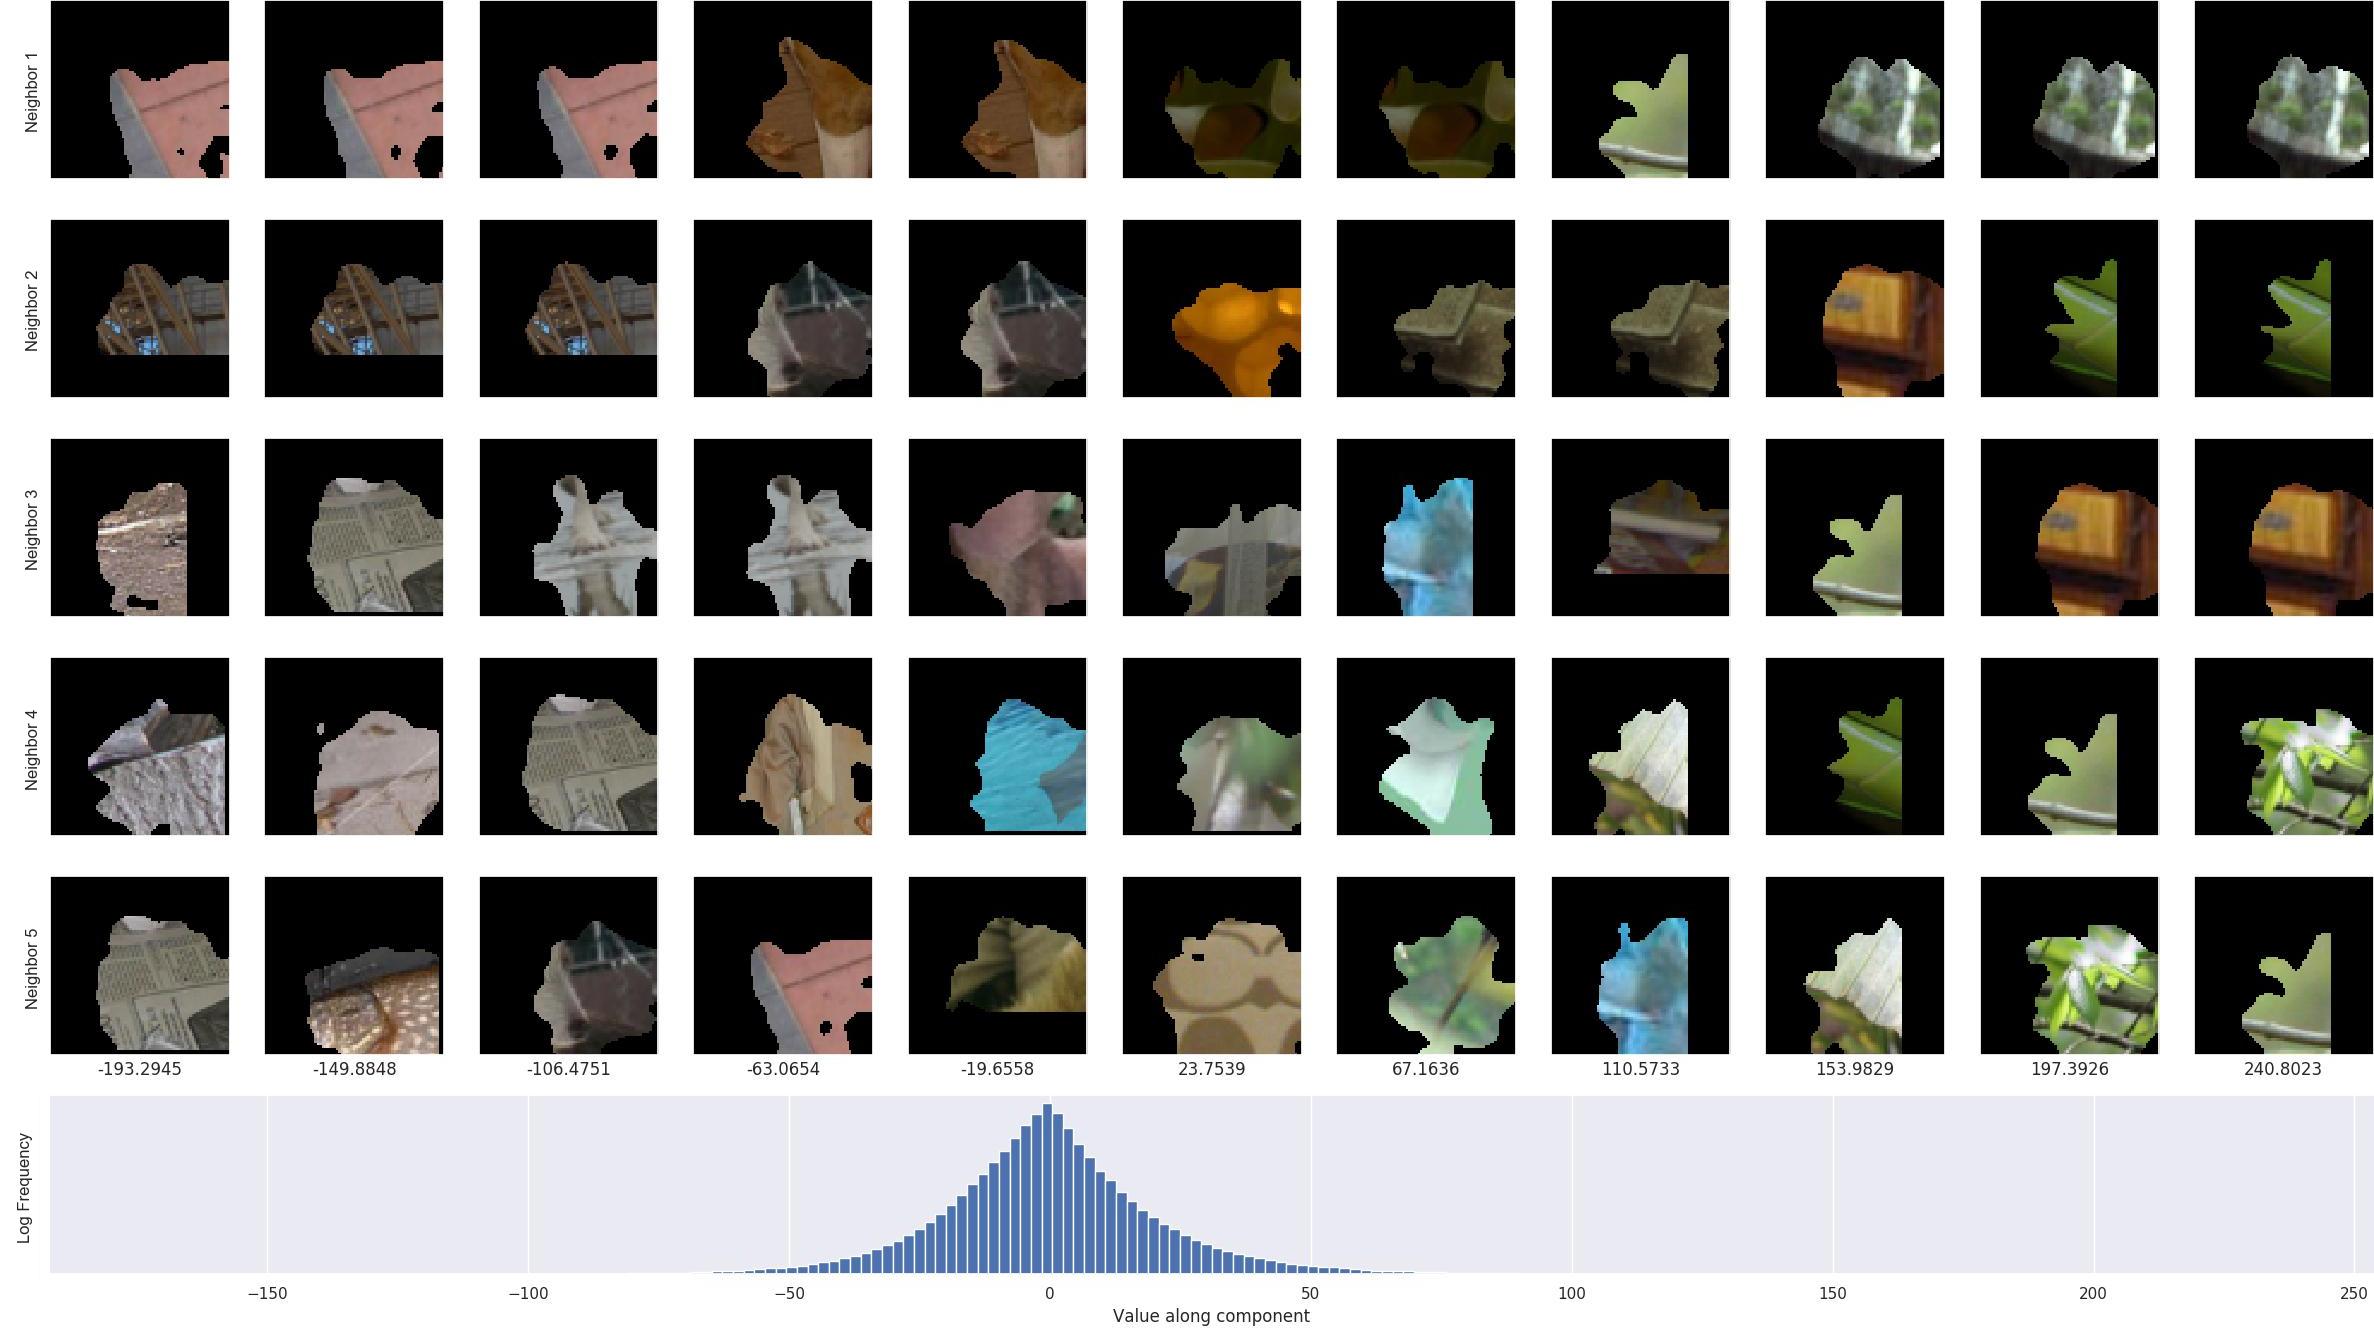 Neighbor 1
Neighbor 2
Neighbor 3
Neighbor 4
Neighbor 5
-193.2945 -149.8848 -106.4751 -63.0654 -19.6558 23.7539 67.1636 110.5733 153.9829 197.3926 240.8023
Log Frequency
−150 −100 −50 0 50 100 150 200 250
Value along component